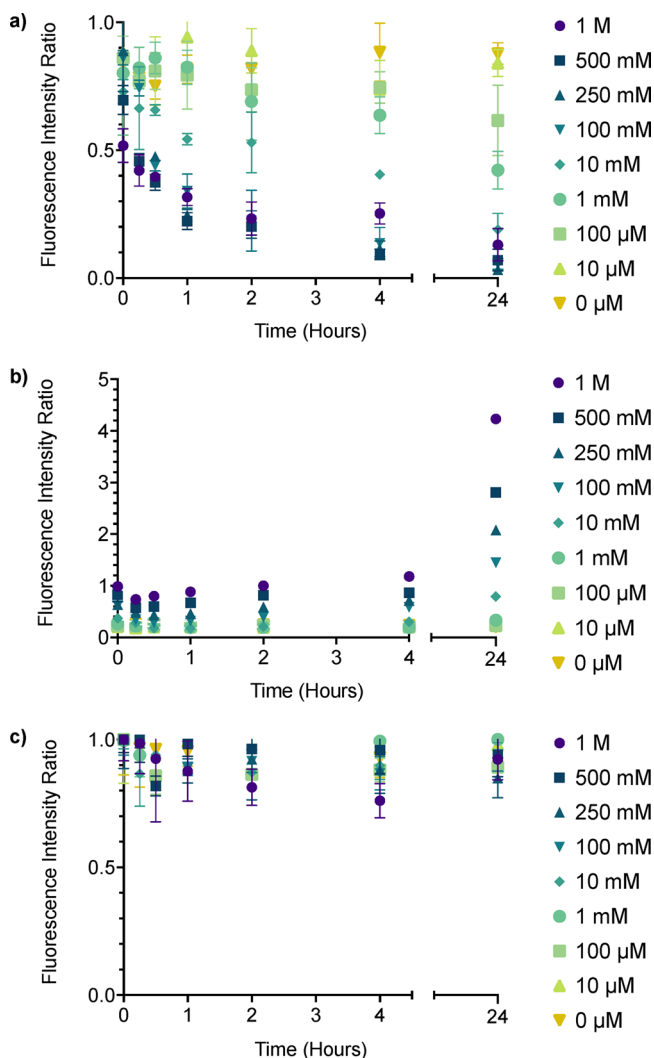 a)
Fluorescence Intensity Ratio
1.0
0.5
0.0
0
1
2
3
4
24
Time (Hours)
1 M
500 mM
250 mM
100 mM
10 mM
1 mM
100 µM
10 µM
0 µM
b)
Fluorescence Intensity Ratio
5
4
3
2
1
0
0
1
2
3
4
24
Time (Hours)
1 M
500 mM
250 mM
100 mM
10 mM
1 mM
100 µM
10 µM
0 µM
c)
Fluorescence Intensity Ratio
1.0
0.5
0.0
0
1
2
3
4
24
Time (Hours)
1 M
500 mM
250 mM
100 mM
10 mM
1 mM
100 µM
10 µM
0 µM